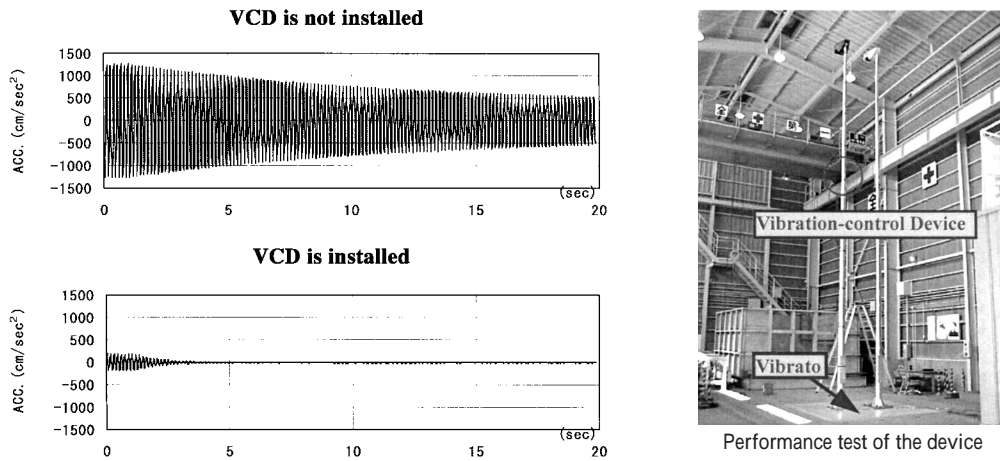 VCD is not installed
ACC. (cm/sec²)
1500
1000
500
0
-500
-1000
-1500
(sec)
0
5
10
15
20
VCD is installed
ACC. (cm/sec²)
1500
1000
500
0
-500
-1000
-1500
(sec)
0
5
10
15
20
安
Vibration-control Device
Vibrato
Performance test of the device